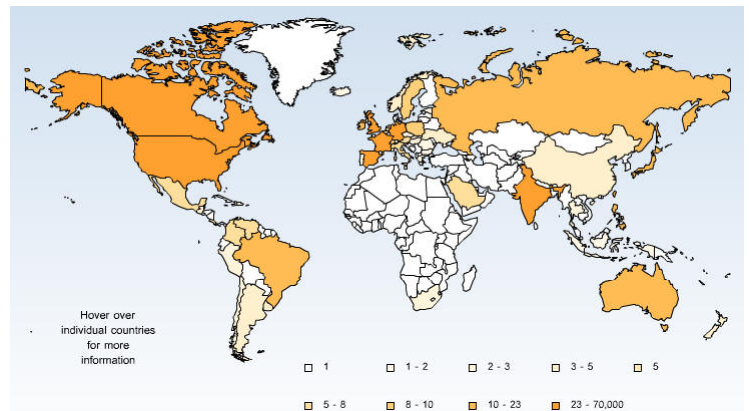 Hover over
individual countries
for more
information
1
1 - 2
2 - 3
3 - 5
5
5 - 8
8 - 10
10 - 23
23 - 70,000